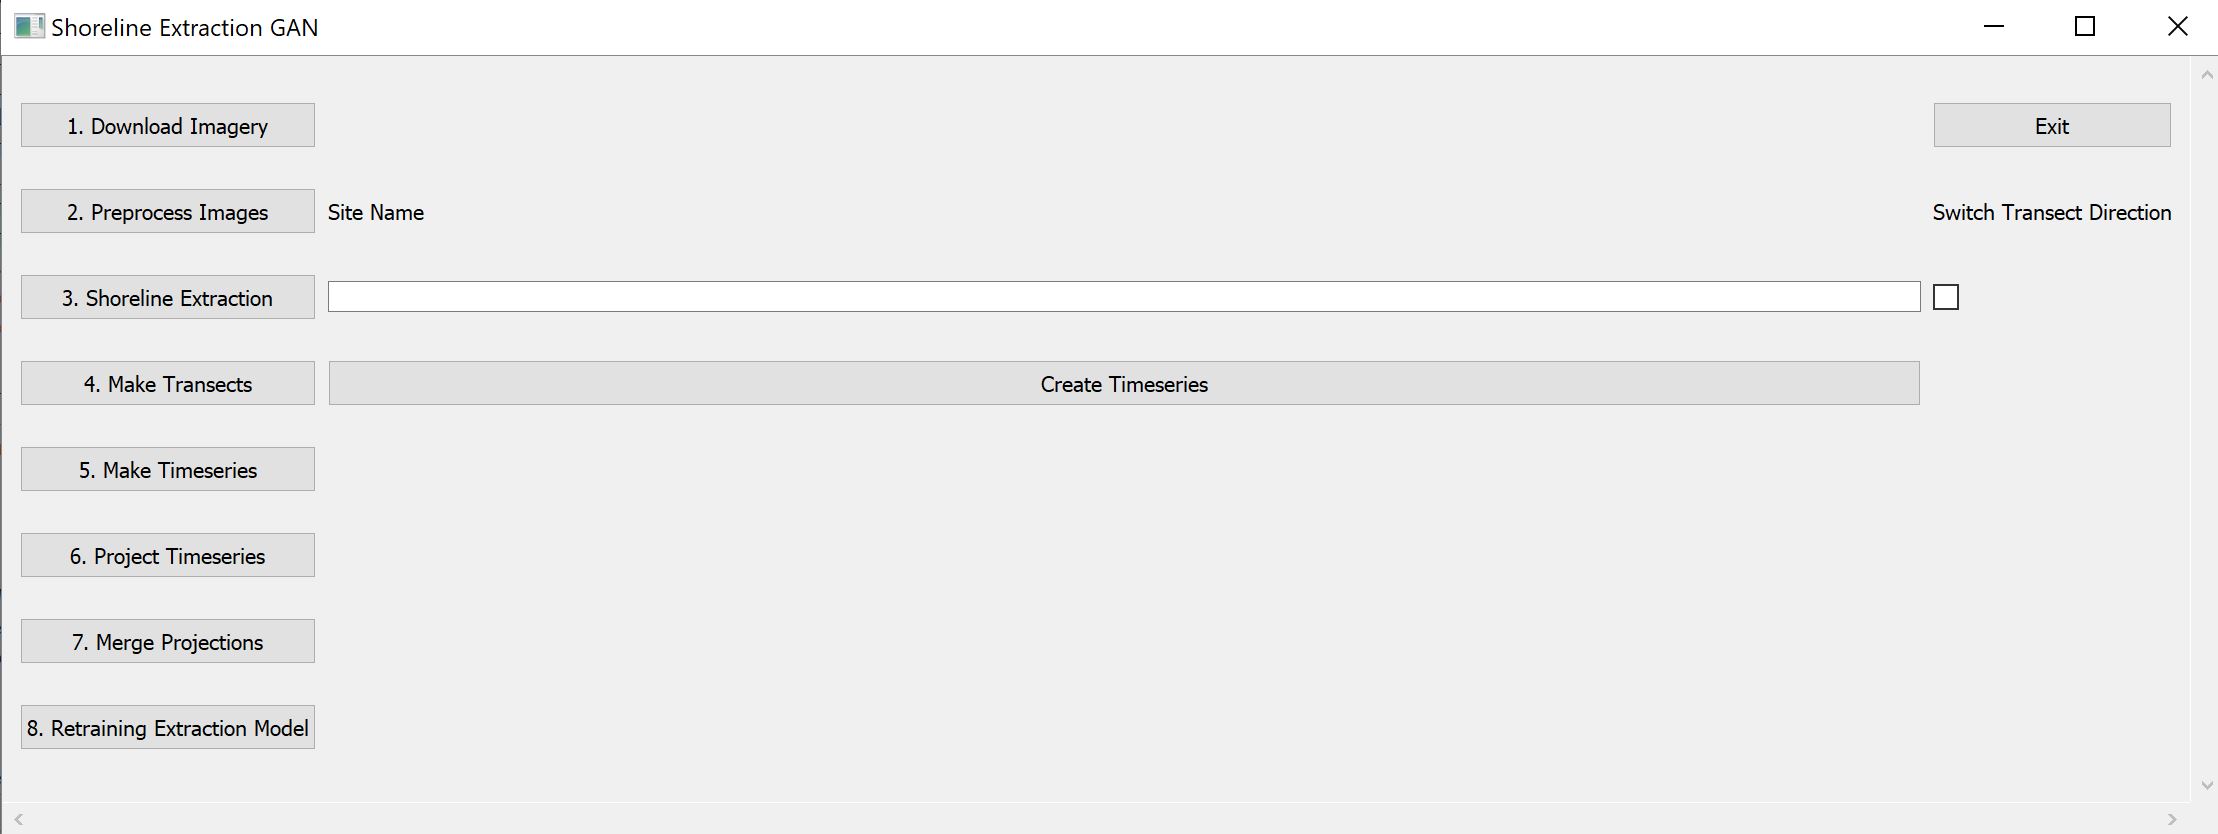 Shoreline Extraction GAN
1. Download Imagery
Exit
2. Preprocess Images
Site Name
Switch Transect Direction
3. Shoreline Extraction
4. Make Transects
Create Timeseries
5. Make Timeseries
6. Project Timeseries
7. Merge Projections
8. Retraining Extraction Model